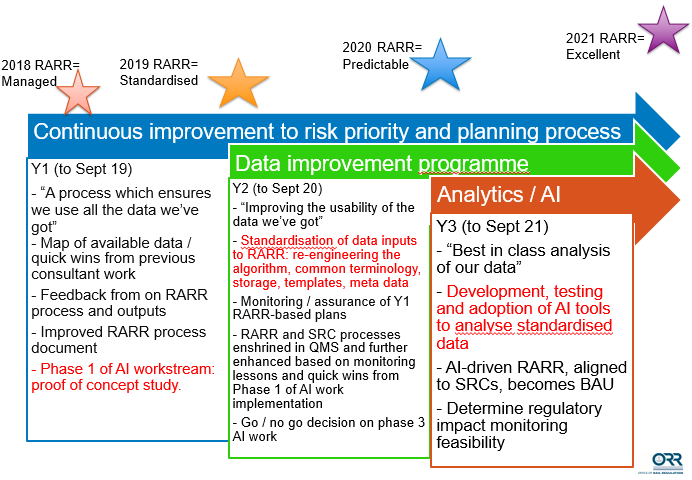 2018 RARR=
Managed
2019 RARR=
Standardised
2020 RARR=
Predictable
2021 RARR=
Excellent
Continuous improvement to risk priority and planning process
Y1 (to Sept 19)
- “A process which ensures
we use all the data we’ve
got”
- Map of available data /
quick wins from previous
consultant work
- Feedback from on RARR
process and outputs
- Improved RARR process
document
- Phase 1 of AI workstream:
proof of concept study.
Data improvement programme
Y2 (to Sept 20)
- “Improving the usability of the
data we’ve got”
- Standardisation of data inputs
to RARR: re-engineering the
algorithm, common terminology,
storage, templates, meta data
- Monitoring / assurance of Y1
RARR-based plans
- RARR and SRC processes
enshrined in QMS and further
enhanced based on monitoring
lessons and quick wins from
Phase 1 of AI work
implementation
- Go / no go decision on phase 3
AI work
Analytics / AI
Y3 (to Sept 21)
- “Best in class analysis
of our data”
- Development, testing
and adoption of AI tools
to analyse standardised
data
- AI-driven RARR, aligned
to SRCs, becomes BAU
- Determine regulatory
impact monitoring
feasibility
ORR
OFFICE OF RAIL REGULATION